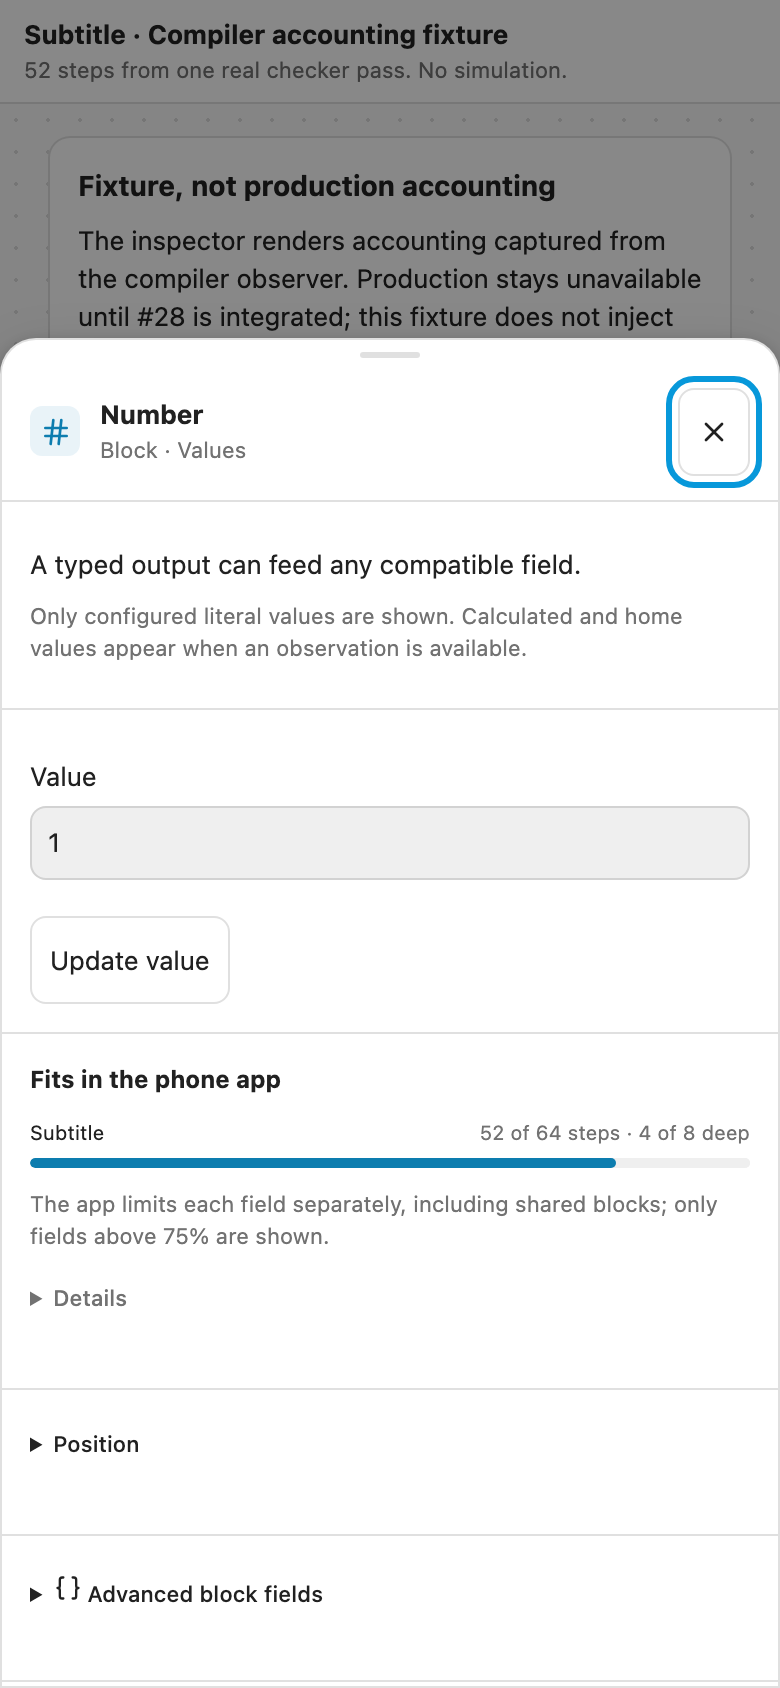 Subtitle · Compiler accounting fixture
52 steps from one real checker pass. No simulation.
Fixture, not production accounting
The inspector renders accounting captured from
the compiler observer. Production stays unavailable
until #28 is integrated; this fixture does not inject
Number
Block · Values
A typed output can feed any compatible field.
Only configured literal values are shown. Calculated and home
values appear when an observation is available.
Value
1
Update value
Fits in the phone app
Subtitle 52 of 64 steps · 4 of 8 deep
The app limits each field separately, including shared blocks; only
fields above 75% are shown.
Details
Position
{} Advanced block fields